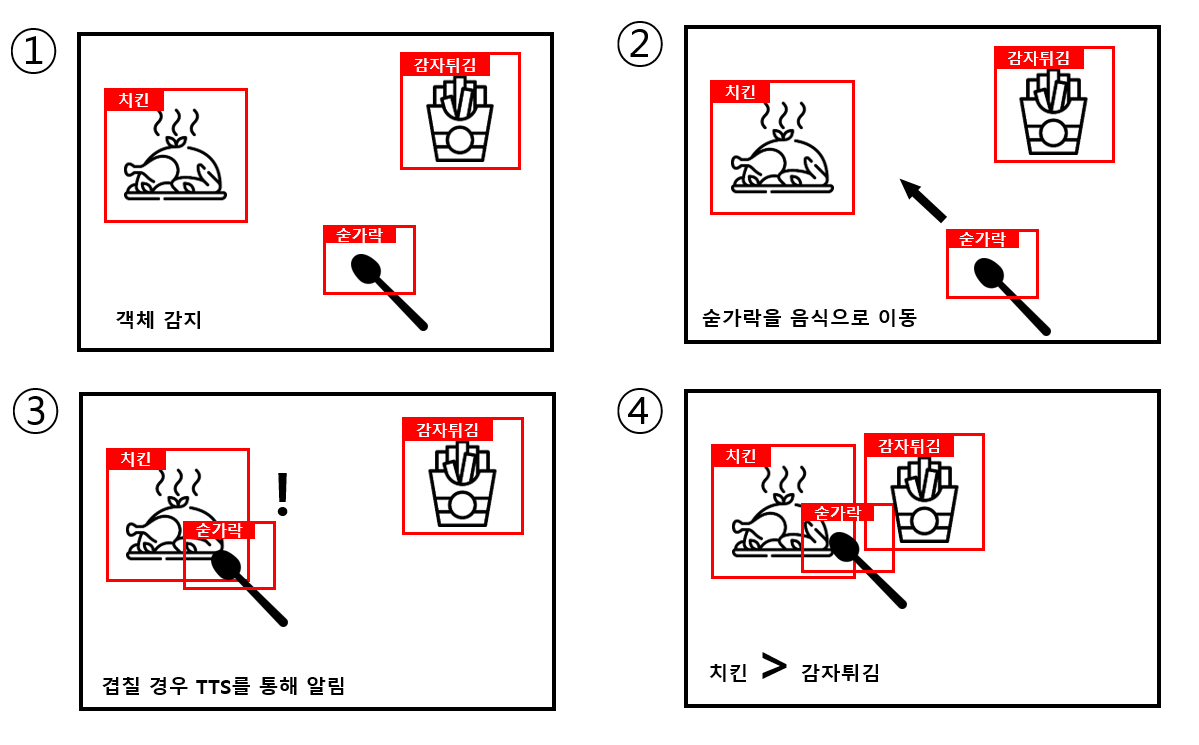 ①
치킨
감자튀김
숟가락
객체 감지
②
치킨
감자튀김
숟가락
숟가락을 음식으로 이동
③
치킨
감자튀김
!
숟가락
겹칠 경우 TTS를 통해 알림
④
치킨
감자튀김
숟가락
치킨 > 감자튀김